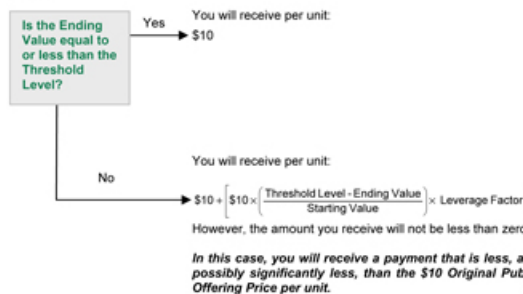 Is the Ending
Value equal to
or less than the
Threshold
Level?
Yes
You will receive per unit:
$10
No
You will receive per unit:
$10 + [ $10 × ( Threshold Level - Ending Value / Starting Value ) × Leverage Factor
However, the amount you receive will not be less than zero
In this case, you will receive a payment that is less, a
possibly significantly less, than the $10 Original Pub
Offering Price per unit.